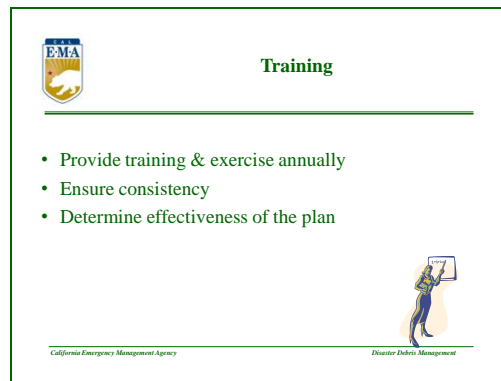 CAL
EMA
Training
• Provide training & exercise annually
• Ensure consistency
• Determine effectiveness of the plan
California Emergency Management Agency
Disaster Debris Management